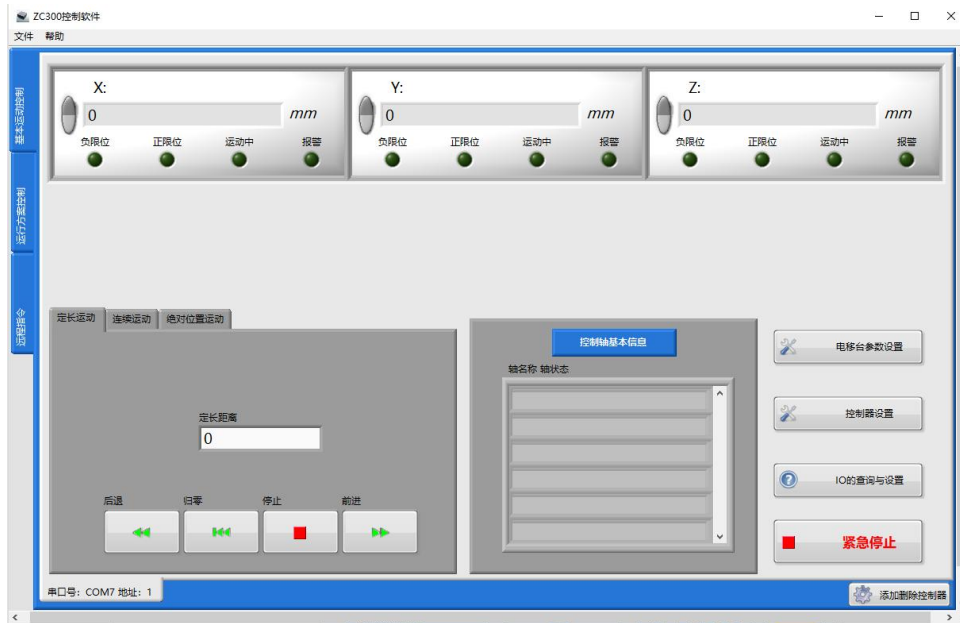 ZC300控制软件
文件 帮助
基本运动控制
运行方案控制
远程指令
X:
0 mm
负限位 正限位 运动中 报警
Y:
0 mm
负限位 正限位 运动中 报警
Z:
0 mm
负限位 正限位 运动中 报警
定长运动 连续运动 绝对位置运动
定长距离
0
后退 归零 停止 前进
控制轴基本信息
轴名称 轴状态
电移台参数设置
控制器设置
IO的查询与设置
紧急停止
串口号: COM7 地址: 1
添加删除控制器